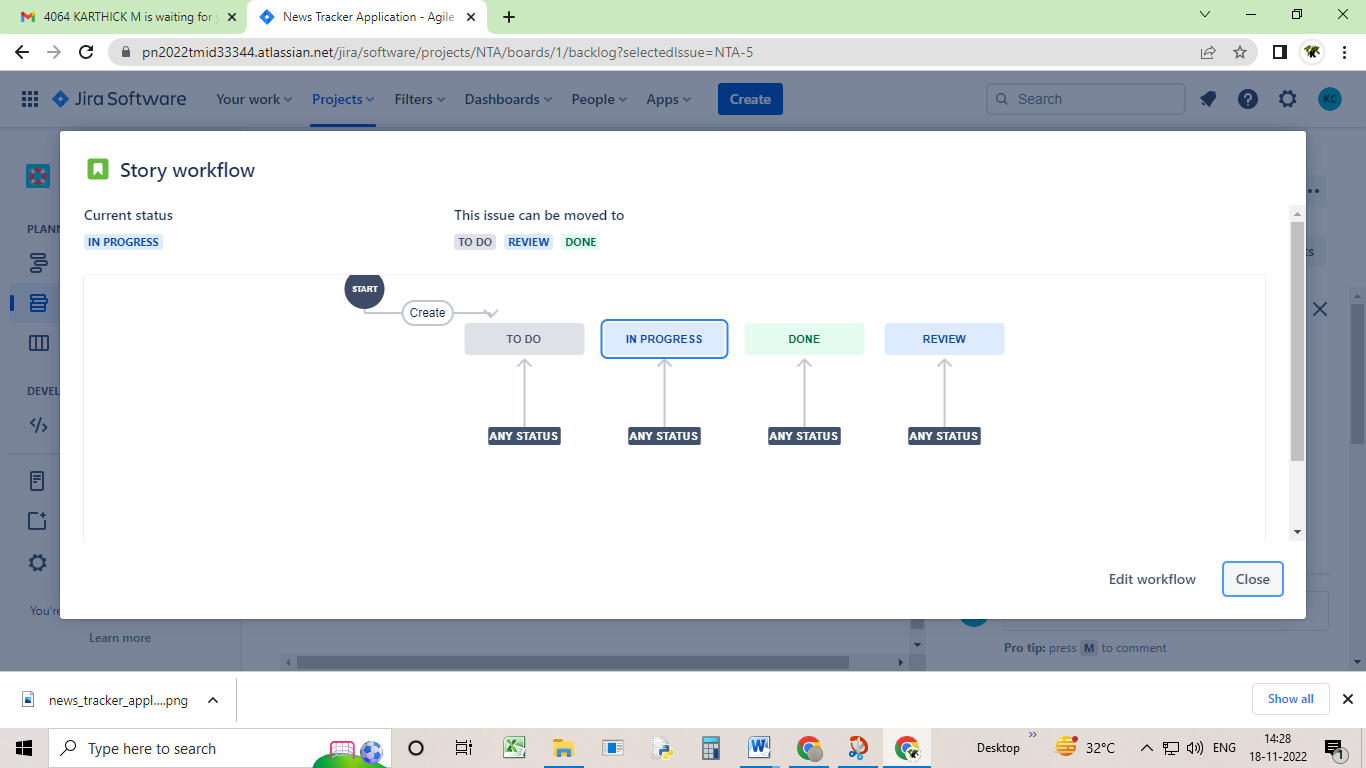 4064 KARTHICK M is waiting for
News Tracker Application - Agile
pn2022tmid33344.atlassian.net/jira/software/projects/NTA/boards/1/backlog?selectedIssue=NTA-5
Jira Software
Your work
Projects
Filters
Dashboards
People
Apps
Create
Search
KC
Story workflow
Current status
This issue can be moved to
IN PROGRESS
TO DO
REVIEW
DONE
START
Create
TO DO
IN PROGRESS
DONE
REVIEW
ANY STATUS
ANY STATUS
ANY STATUS
ANY STATUS
Edit workflow
Close
PLANN
DEVEL
You're
Learn more
Pro tip: press M to comment
news_tracker_appl....png
Show all
Type here to search
Desktop
32°C
ENG
14:28
18-11-2022
1